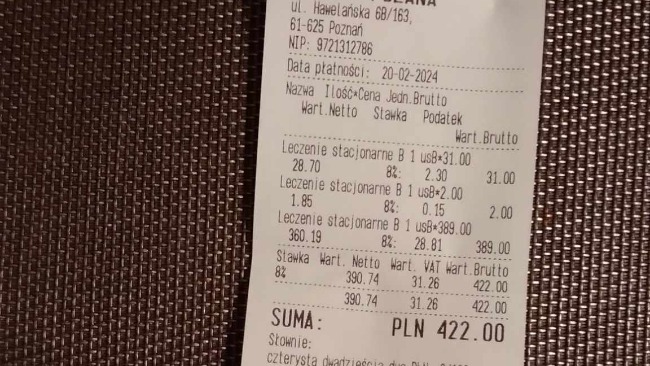 ul. Hawelańska 6B/163,
61-625 Poznań
NIP: 9721312786
Data płatności: 20-02-2024
Nazwa Ilość*Cena Jedn.Brutto
Wart.Netto Stawka Podatek
Wart.Brutto
Leczenie stacjonarne B 1 usB*31.00
28.70 8%: 2.30 31.00
Leczenie stacjonarne B 1 usB*2.00
1.85 8%: 0.15 2.00
Leczenie stacjonarne B 1 usB*389.00
360.19 8%: 28.81 389.00
Stawka Wart. Netto Wart. VAT Wart.Brutto
8% 390.74 31.26 422.00
390.74 31.26 422.00
SUMA: PLN 422.00
Słownie:
czterysta dwadzieścia dwa PLN